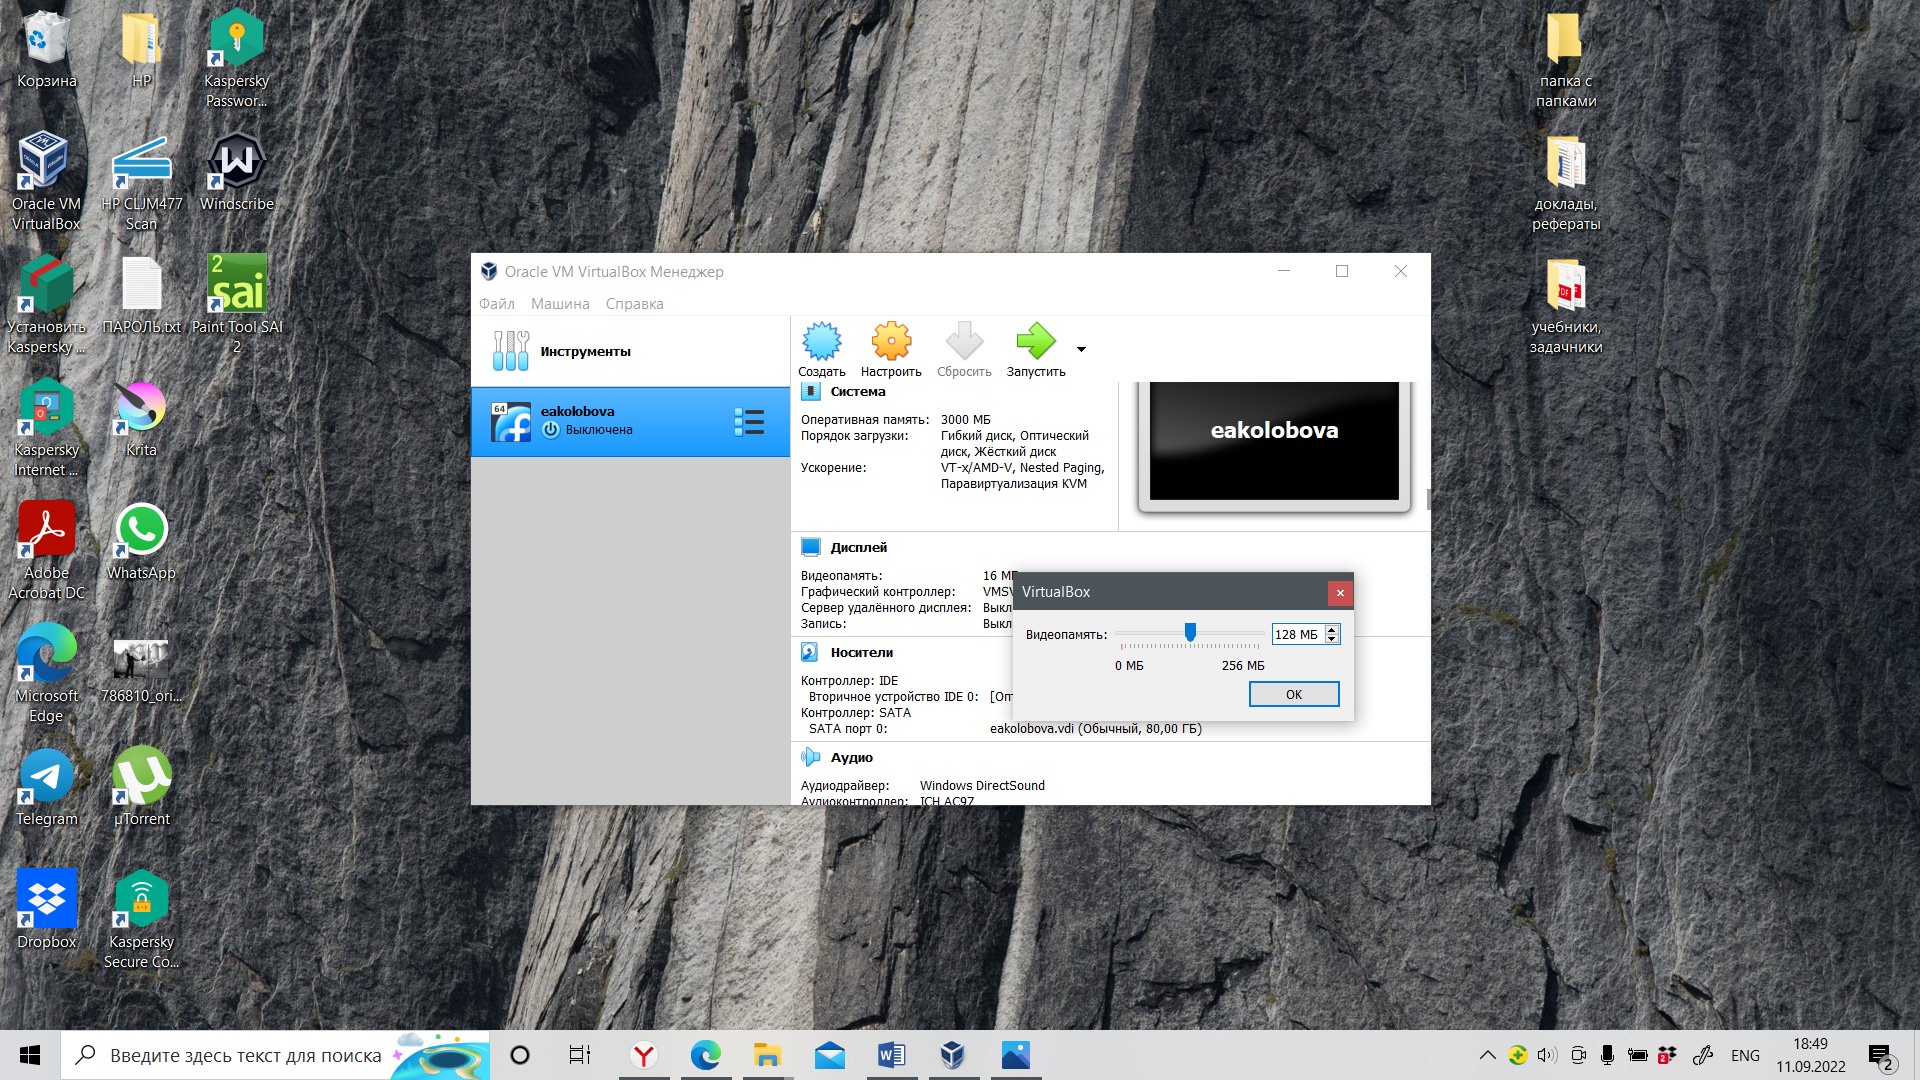 Корзина
HP
Kaspersky
Passwor...
Oracle VM
VirtualBox
HP CLJM477
Scan
Windscribe
Установить
Kaspersky ...
ПАРОЛЬ.txt
2
sai
Paint Tool SAI
2
Kaspersky
Internet ...
Krita
Adobe
Acrobat DC
WhatsApp
Microsoft
Edge
786810_ori...
Telegram
µTorrent
Dropbox
Kaspersky
Secure Co...
папка с
папками
доклады,
рефераты
PDF
учебники,
задачники
Oracle VM VirtualBox Менеджер
Файл Машина Справка
Инструменты
64
eakolobova
Выключена
Создать Настроить Сбросить Запустить
Система
Оперативная память: 3000 МБ
Порядок загрузки: Гибкий диск, Оптический
диск, Жёсткий диск
Ускорение: VT-x/AMD-V, Nested Paging,
Паравиртуализация KVM
eakolobova
Дисплей
Видеопамять: 16 МБ
Графический контроллер: VMSV
Сервер удалённого дисплея: Выкл
Запись: Выкл
Носители
Контроллер: IDE
Вторичное устройство IDE 0: [Опт
Контроллер: SATA
SATA порт 0: eakolobova.vdi (Обычный, 80,00 ГБ)
Аудио
Аудиодрайвер: Windows DirectSound
Аудиоконтроллер: ICH AC97
VirtualBox
Видеопамять: 128 МБ
0 МБ 256 МБ
OK
Введите здесь текст для поиска
ENG
18:49
11.09.2022
2